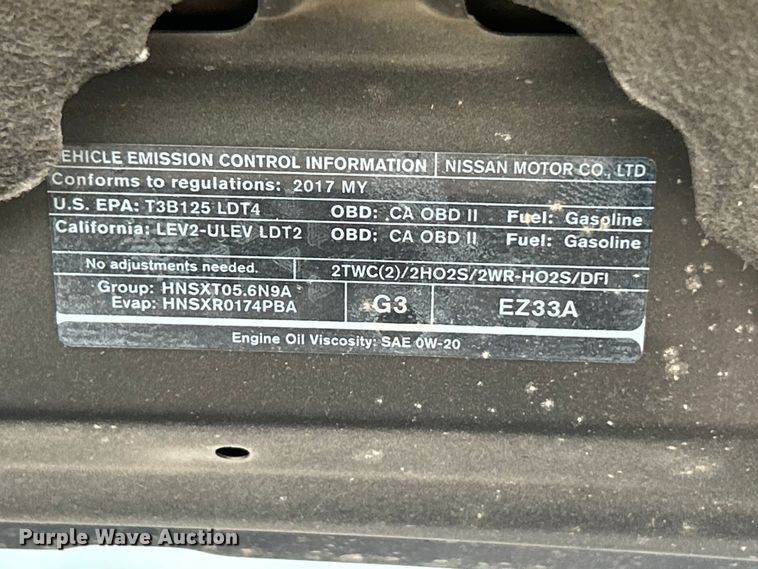 EHICLE EMISSION CONTROL INFORMATION NISSAN MOTOR CO., LTD
Conforms to regulations: 2017 MY
U.S. EPA: T3B125 LDT4 OBD: CA OBD II Fuel: Gasoline
California: LEV2-ULEV LDT2 OBD: CA OBD II Fuel: Gasoline
No adjustments needed. 2TWC(2)/2HO2S/2WR-HO2S/DFI
Group: HNSXT05.6N9A
Evap: HNSXR0174PBA
G3
EZ33A
Engine Oil Viscosity: SAE 0W-20
Purple Wave Auction